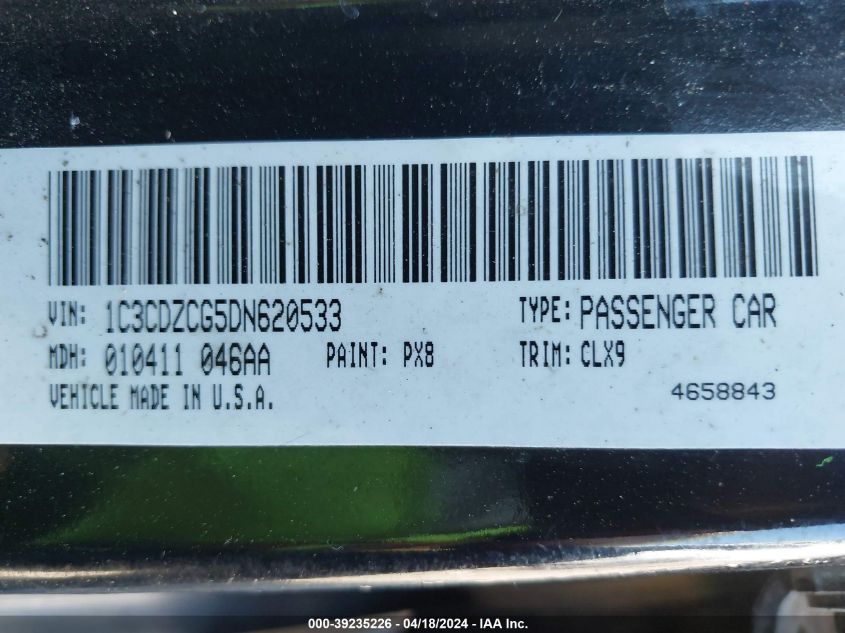 VIN: 1C3CDZCG5DN620533 TYPE: PASSENGER CAR
MDH: 010411 046AA PAINT: PX8 TRIM: CLX9
VEHICLE MADE IN U.S.A. 4658843
000-39235226 - 04/18/2024 - IAA Inc.